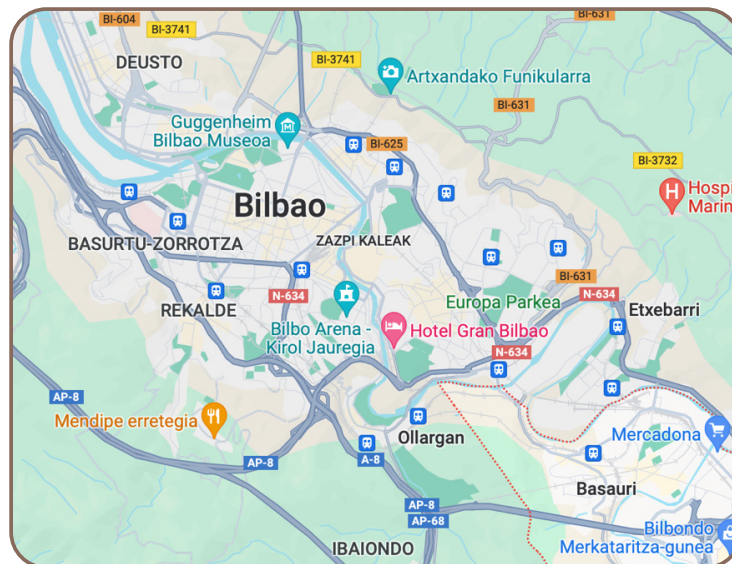 BI-604
BI-3741
BI-631
DEUSTO
BI-3741
Artxandako Funikularra
BI-631
Guggenheim
Bilbao Museoa
BI-625
BI-3732
Bilbao
Hospi
Marin
BASURTU-ZORROTZA
ZAZPI KALEAK
BI-631
N-634
N-634
Europa Parkea
REKALDE
Etxebarri
Bilbo Arena -
Kirol Jauregia
Hotel Gran Bilbao
N-634
AP-8
Mendipe erretegia
Ollargan
Mercadona
AP-8
A-8
Basauri
AP-8
AP-68
Bilbondo
Merkataritza-gunea
IBAIONDO